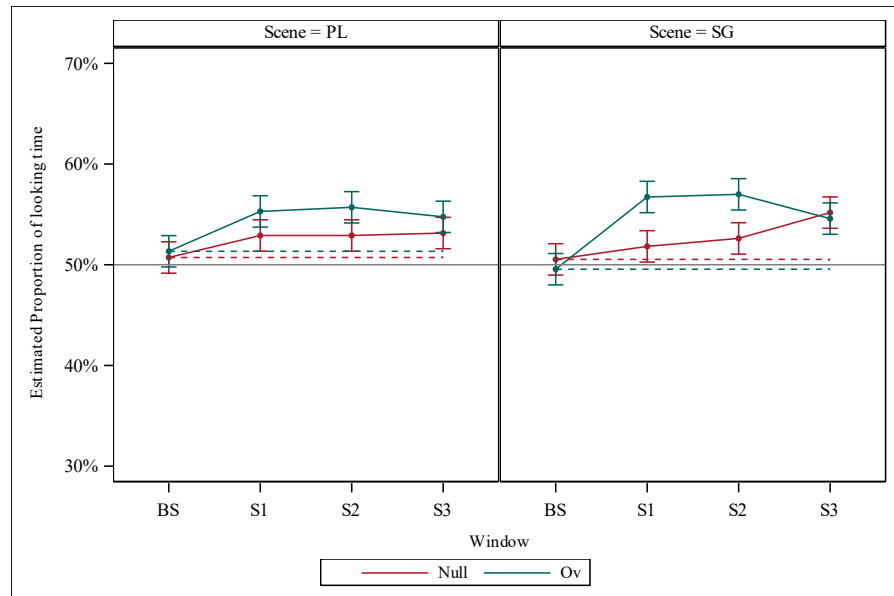 Scene = PL
Scene = SG
Estimated Proportion of looking time
70%
60%
50%
40%
30%
BS S1 S2 S3
BS S1 S2 S3
Window
Null Ov